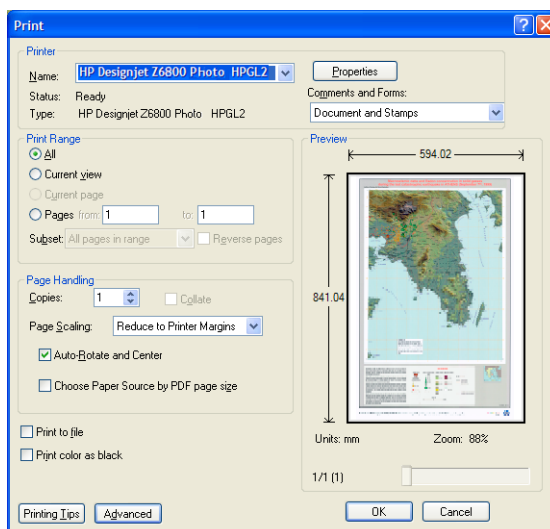 Print
Printer
Name: HP Designjet Z6800 Photo HPGL2
Properties
Status: Ready
Type: HP Designjet Z6800 Photo HPGL2
Comments and Forms:
Document and Stamps
Print Range
All
Current view
Current page
Pages from: 1 to: 1
Subset: All pages in range
Reverse pages
Page Handling
Copies: 1
Collate
Page Scaling: Reduce to Printer Margins
Auto-Rotate and Center
Choose Paper Source by PDF page size
Print to file
Print color as black
Preview
594.02
841.04
Units: mm
Zoom: 88%
1/1 (1)
Printing Tips
Advanced
OK
Cancel